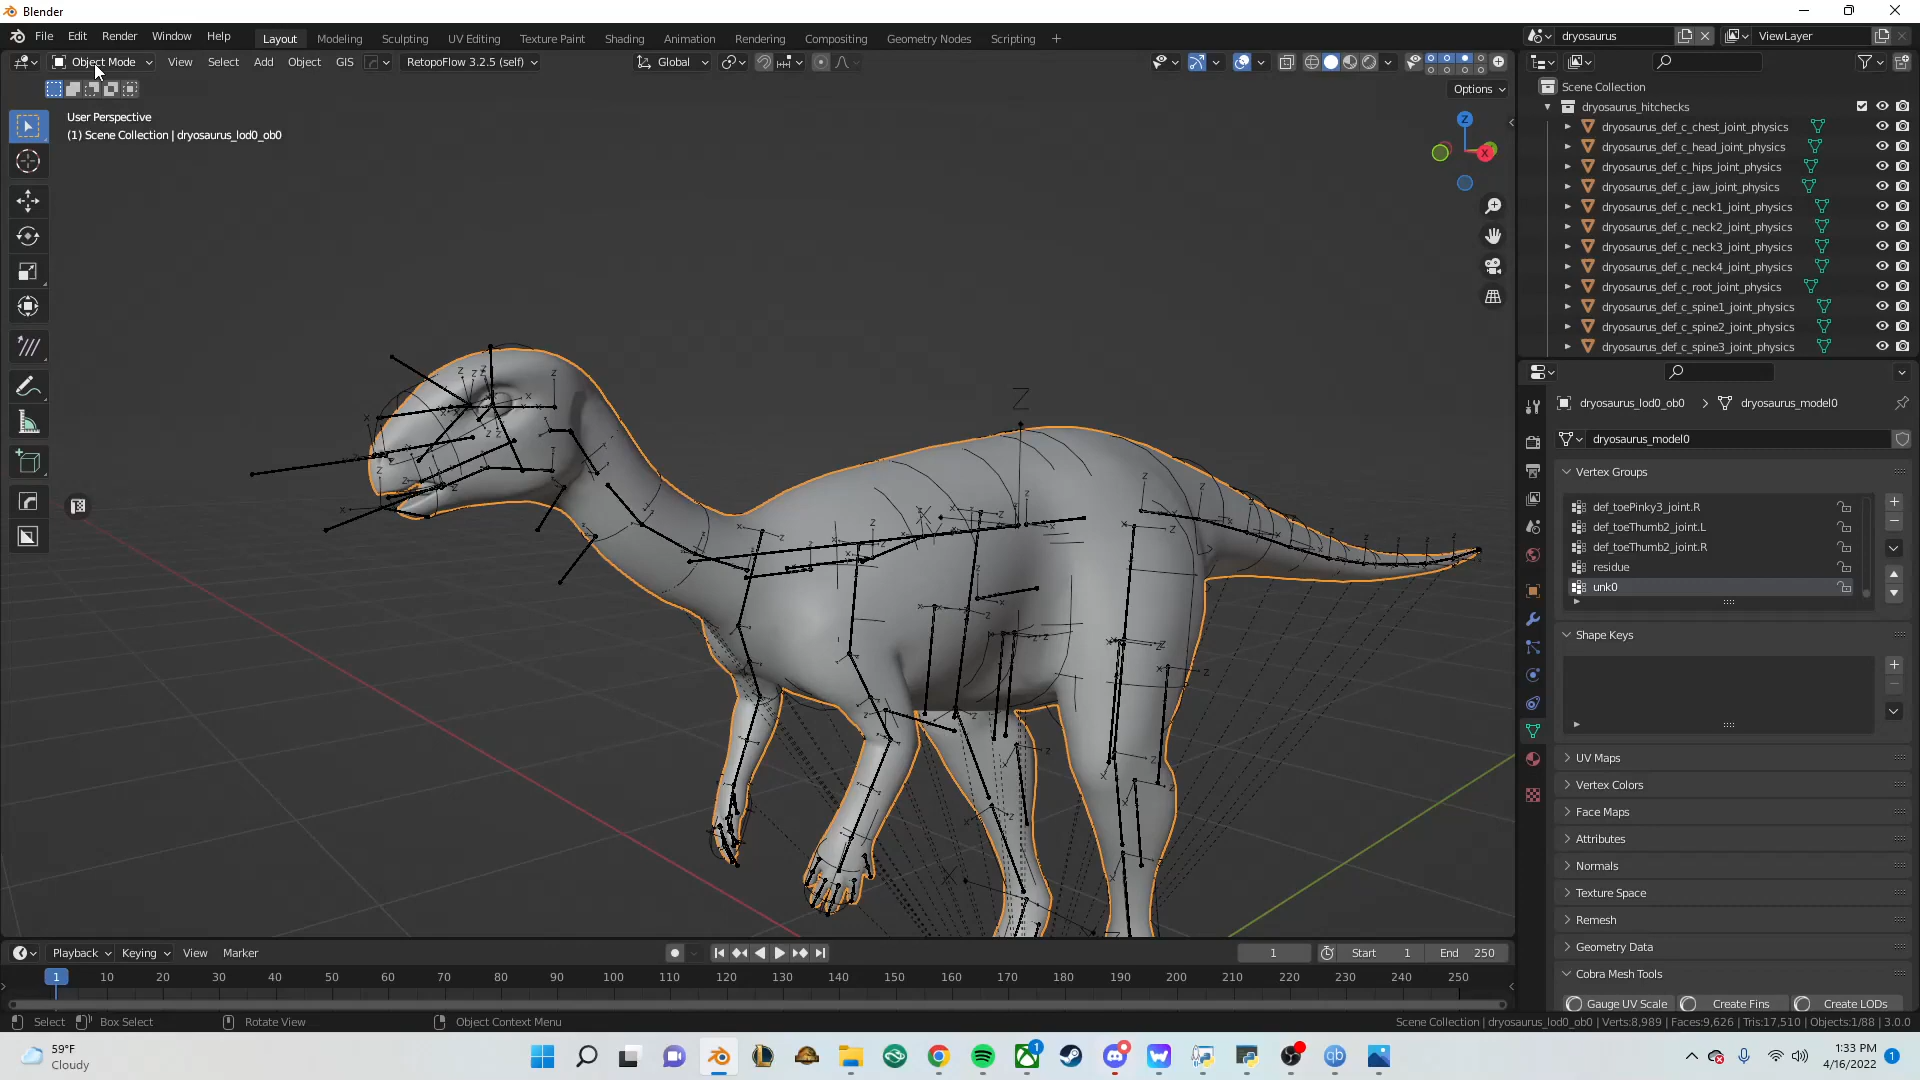 Blender
File Edit Render Window Help
Layout Modeling Sculpting UV Editing Texture Paint Shading Animation Rendering Compositing Geometry Nodes Scripting +
dryosaurus
ViewLayer
Object Mode View Select Add Object GIS RetopoFlow 3.2.5 (self) Global
Options
User Perspective
(1) Scene Collection | dryosaurus_lod0_ob0
Z
X
Scene Collection
dryosaurus_hitchecks
dryosaurus_def_c_chest_joint_physics
dryosaurus_def_c_head_joint_physics
dryosaurus_def_c_hips_joint_physics
dryosaurus_def_c_jaw_joint_physics
dryosaurus_def_c_neck1_joint_physics
dryosaurus_def_c_neck2_joint_physics
dryosaurus_def_c_neck3_joint_physics
dryosaurus_def_c_neck4_joint_physics
dryosaurus_def_c_root_joint_physics
dryosaurus_def_c_spine1_joint_physics
dryosaurus_def_c_spine2_joint_physics
dryosaurus_def_c_spine3_joint_physics
dryosaurus_lod0_ob0 dryosaurus_model0
dryosaurus_model0
Vertex Groups
def_toePinky3_joint.R
def_toeThumb2_joint.L
def_toeThumb2_joint.R
residue
unk0
Shape Keys
UV Maps
Vertex Colors
Face Maps
Attributes
Normals
Texture Space
Remesh
Geometry Data
Cobra Mesh Tools
Gauge UV Scale Create Fins Create LODs
Playback Keying View Marker
1 Start 1 End 250
1 10 20 30 40 50 60 70 80 90 100 110 120 130 140 150 160 170 180 190 200 210 220 230 240 250
Select Box Select Rotate View Object Context Menu
Scene Collection | dryosaurus_lod0_ob0 | Verts:8,989 | Faces:9,626 | Tris:17,510 | Objects:1/88 | 3.0.0
59°F
Cloudy
1:33 PM
4/16/2022